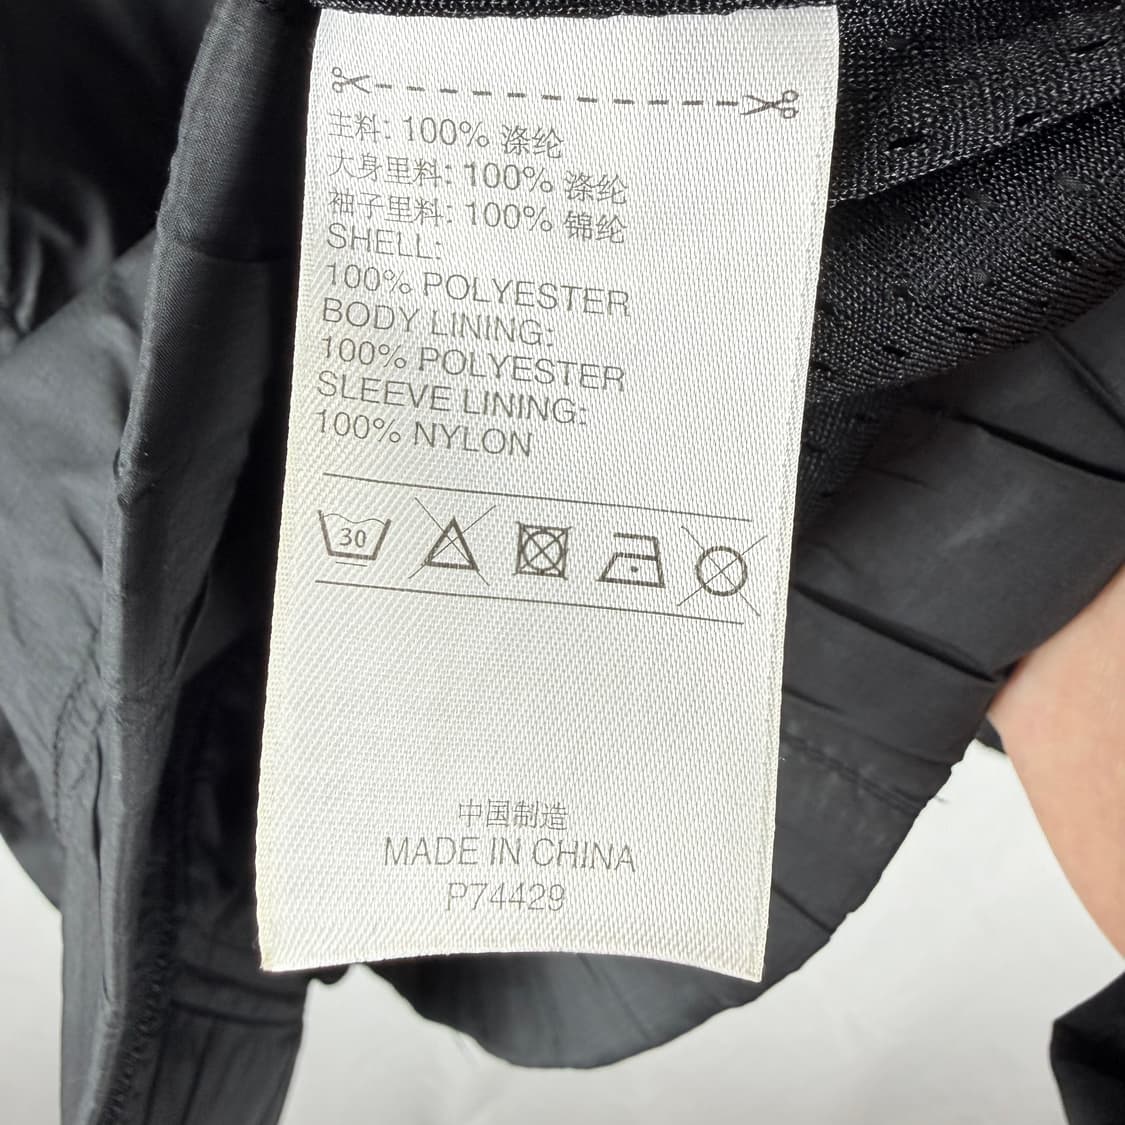 主料: 100% 涤纶
大身里料: 100% 涤纶
袖子里料: 100% 锦纶
SHELL:
100% POLYESTER
BODY LINING:
100% POLYESTER
SLEEVE LINING:
100% NYLON
30
中国制造
MADE IN CHINA
P74429